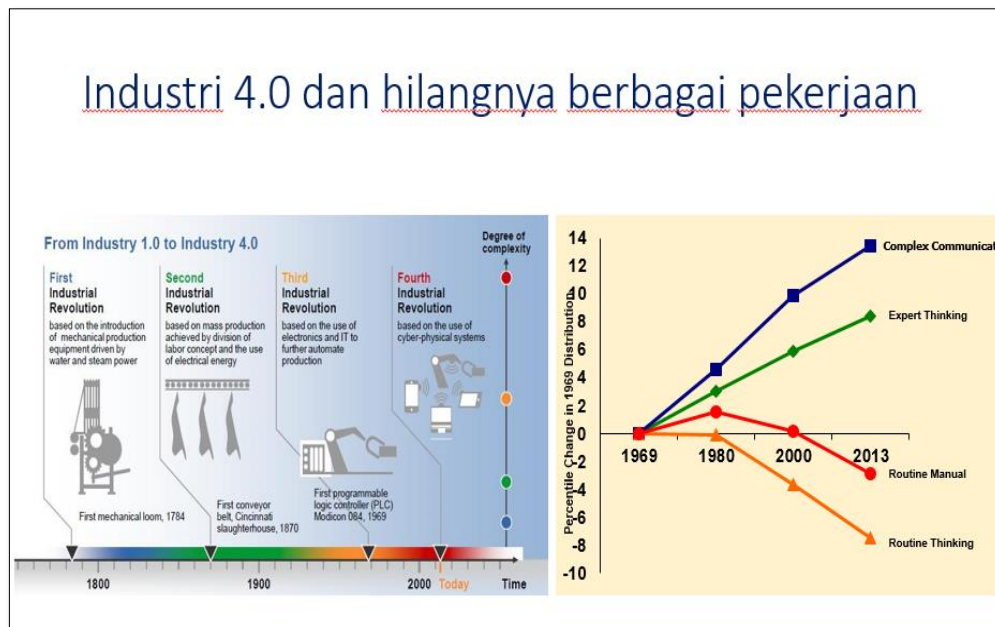 Industri 4.0 dan hilangnya berbagai pekerjaan
From Industry 1.0 to Industry 4.0
Degree of
complexity
First
Industrial
Revolution
based on the introduction
of mechanical production
equipment driven by
water and steam power
Second
Industrial
Revolution
based on mass production
achieved by division of
labor concept and the use
of electrical energy
Third
Industrial
Revolution
based on the use of
electronics and IT to
further automate
production
Fourth
Industrial
Revolution
based on the use of
cyber-physical systems
First mechanical loom, 1784
First conveyor
belt, Cincinnati
slaughterhouse, 1870
First programmable
logic controller (PLC)
Modicon 084, 1969
1800
1900
2000
Today
Time
Percentile Change in 1969 Distribution
14
12
10
8
6
4
2
0
-2
-4
-6
-8
-10
1969
1980
2000
2013
Complex Communicat
Expert Thinking
Routine Manual
Routine Thinking